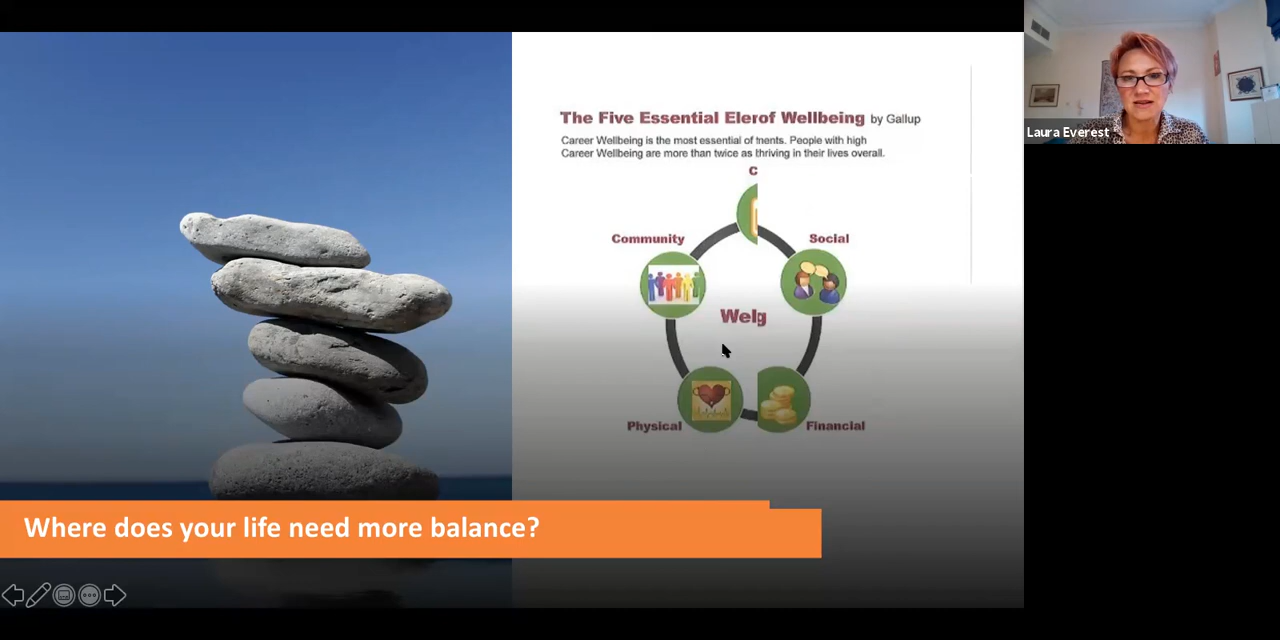 The Five Essential Elerof Wellbeing by Gallup
Career Wellbeing is the most essential of ments. People with high
Career Wellbeing are more than twice as thriving in their lives overall.
C
Community
Social
Welg
Physical
Financial
Where does your life need more balance?
Laura Everest